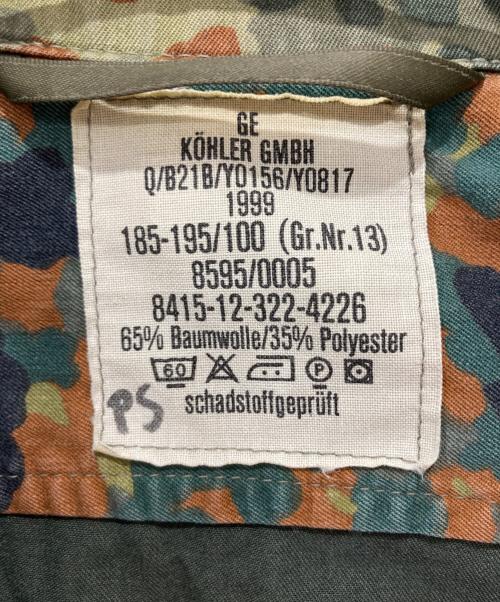 GE
KÖHLER GMBH
Q/B21B/Y0156/Y0817
1999
185-195/100 (Gr.Nr.13)
8595/0005
8415-12-322-4226
65% Baumwolle/35% Polyester
60 P
schadstoffgeprüft
PS